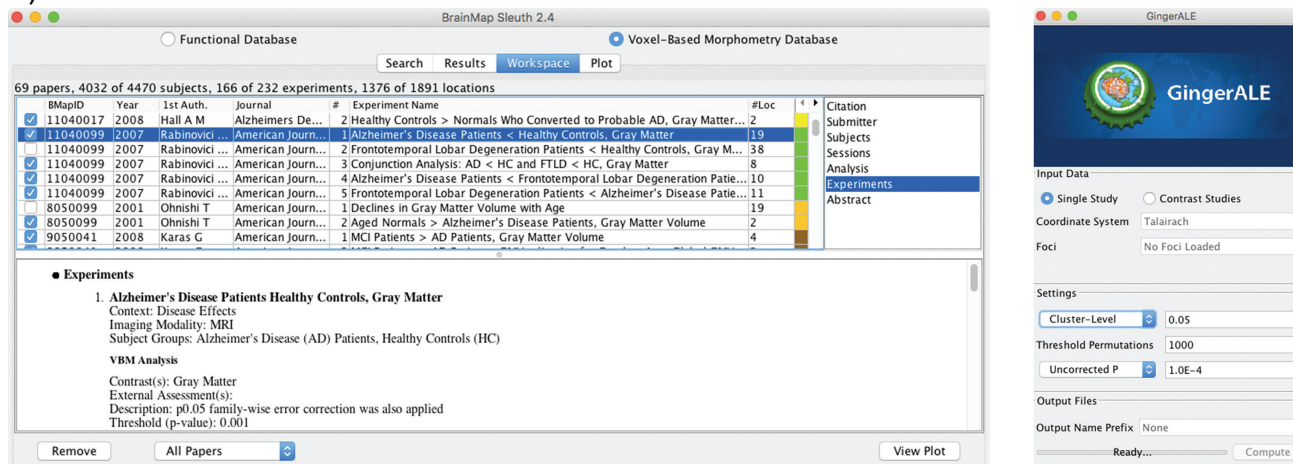 BrainMap Sleuth 2.4
Functional Database Voxel-Based Morphometry Database
Search Results Workspace Plot
69 papers, 4032 of 4470 subjects, 166 of 232 experiments, 1376 of 1891 locations
BMapID Year 1st Auth. Journal # Experiment Name #Loc
11040017 2008 Hall A M Alzheimers De... 2 Healthy Controls > Normals Who Converted to Probable AD, Gray Matter... 2
11040099 2007 Rabinovici ... American Journ... 1 Alzheimer's Disease Patients < Healthy Controls, Gray Matter 19
11040099 2007 Rabinovici ... American Journ... 2 Frontotemporal Lobar Degeneration Patients < Healthy Controls, Gray M... 38
11040099 2007 Rabinovici ... American Journ... 3 Conjunction Analysis: AD < HC and FTLD < HC, Gray Matter 8
11040099 2007 Rabinovici ... American Journ... 4 Alzheimer's Disease Patients < Frontotemporal Lobar Degeneration Patie... 10
11040099 2007 Rabinovici ... American Journ... 5 Frontotemporal Lobar Degeneration Patients < Alzheimer's Disease Patie... 11
8050099 2001 Ohnishi T American Journ... 1 Declines in Gray Matter Volume with Age 19
8050099 2001 Ohnishi T American Journ... 2 Aged Normals > Alzheimer's Disease Patients, Gray Matter Volume 2
9050041 2008 Karas G American Journ... 1 MCI Patients > AD Patients, Gray Matter Volume 4
Citation
Submitter
Subjects
Sessions
Analysis
Experiments
Abstract
Experiments
1. Alzheimer's Disease Patients Healthy Controls, Gray Matter
Context: Disease Effects
Imaging Modality: MRI
Subject Groups: Alzheimer's Disease (AD) Patients, Healthy Controls (HC)
VBM Analysis
Contrast(s): Gray Matter
External Assessment(s):
Description: p0.05 family-wise error correction was also applied
Threshold (p-value): 0.001
Remove All Papers View Plot
GingerALE
GingerALE
Input Data
Single Study Contrast Studies
Coordinate System Talairach
Foci No Foci Loaded
Settings
Cluster-Level 0.05
Threshold Permutations 1000
Uncorrected P 1.0E-4
Output Files
Output Name Prefix None
Ready... Compute